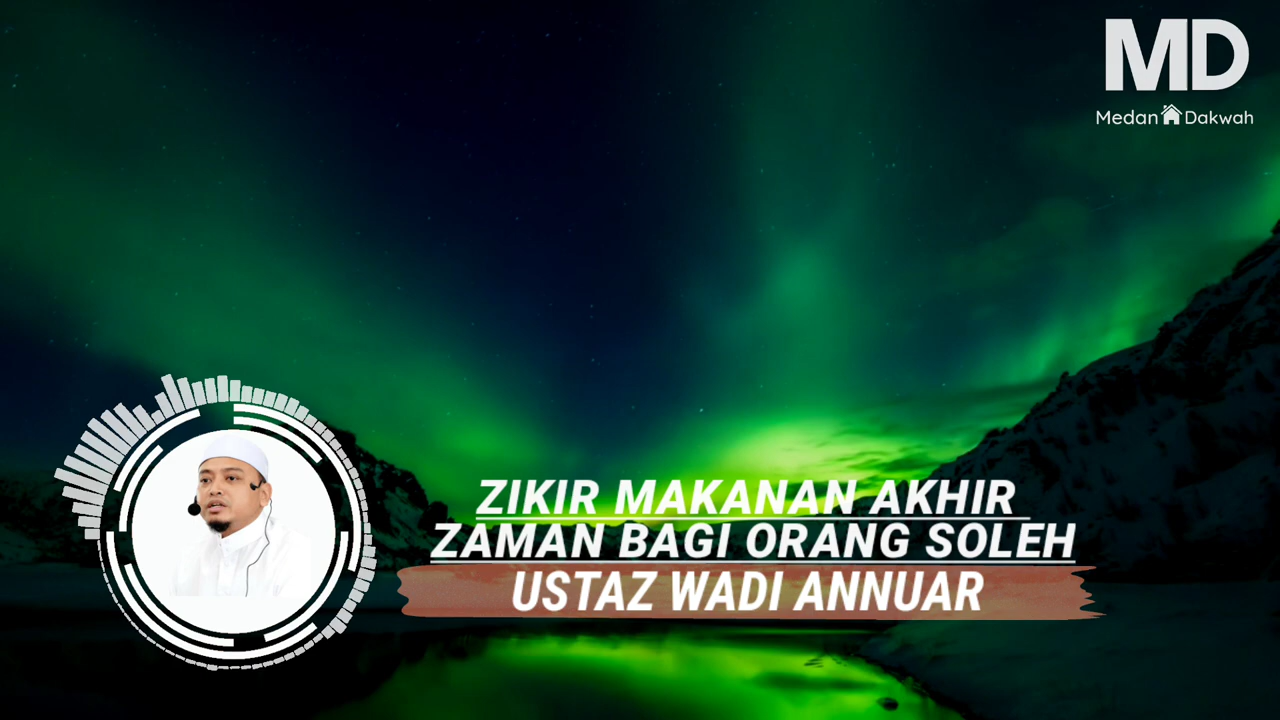 MD
Medan Dakwah
ZIKIR MAKANAN AKHIR
ZAMAN BAGI ORANG SOLEH
USTAZ WADI ANNUAR